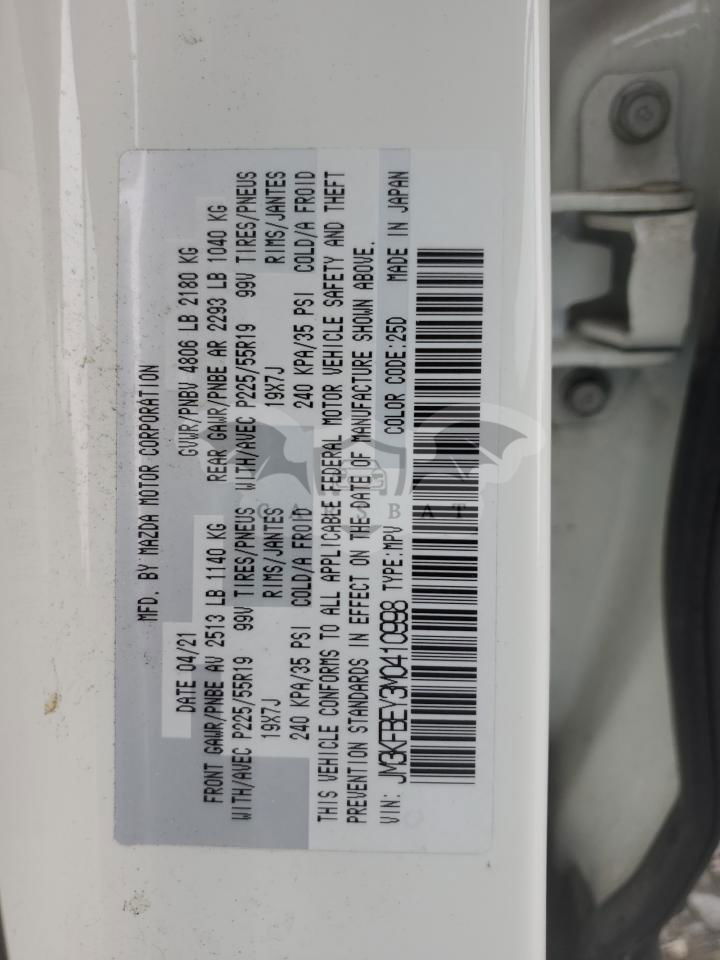 MFD. BY MAZDA MOTOR CORPORATION
DATE 04/21 GVWR/PNBV 4806 LB 2180 KG
FRONT GAWR/PNBE AV 2513 LB 1140 KG REAR GAWR/PNBE AR 2293 LB 1040 KG
WITH/AVEC P225/55R19 99V TIRES/PNEUS WITH/AVEC P225/55R19 99V TIRES/PNEUS
19X7J RIMS/JANTES 19X7J RIMS/JANTES
240 KPA/35 PSI COLD/A FROID 240 KPA/35 PSI COLD/A FROID
THIS VEHICLE CONFORMS TO ALL APPLICABLE FEDERAL MOTOR VEHICLE SAFETY AND THEFT
PREVENTION STANDARDS IN EFFECT ON THE DATE OF MANUFACTURE SHOWN ABOVE.
VIN: JM3KFBEY3M0410998 TYPE:MPV COLOR CODE:25D MADE IN JAPAN
CARSBAT